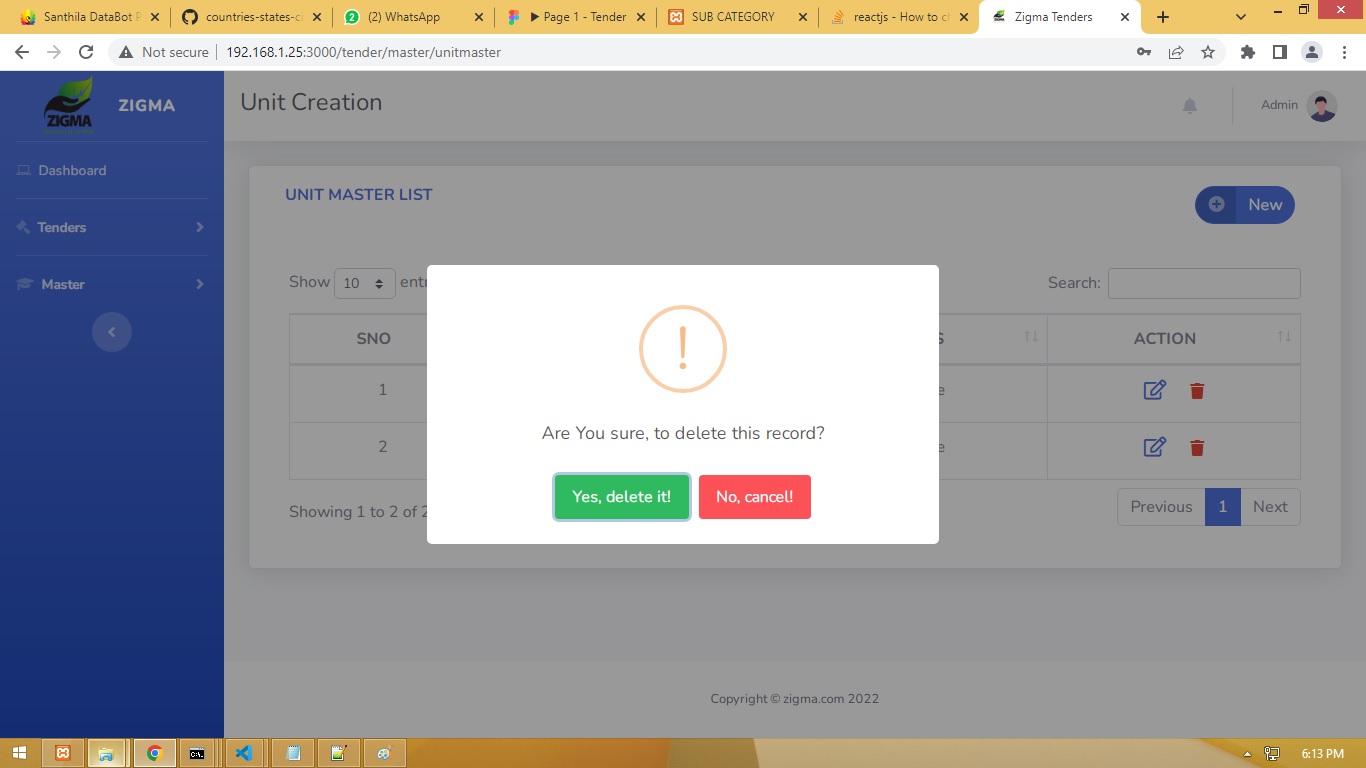 Santhila DataBot P
countries-states-ci
(2) WhatsApp
Page 1 - Tender
SUB CATEGORY
reactjs - How to ch
Zigma Tenders
Not secure
192.168.1.25:3000/tender/master/unitmaster
ZIGMA
ZIGMA
Unit Creation
Admin
Dashboard
Tenders
Master
UNIT MASTER LIST
New
Show 10 entr
Search:
SNO
S
ACTION
1
e
2
e
Are You sure, to delete this record?
Yes, delete it!
No, cancel!
Showing 1 to 2 of 2
Previous 1 Next
Copyright © zigma.com 2022
6:13 PM